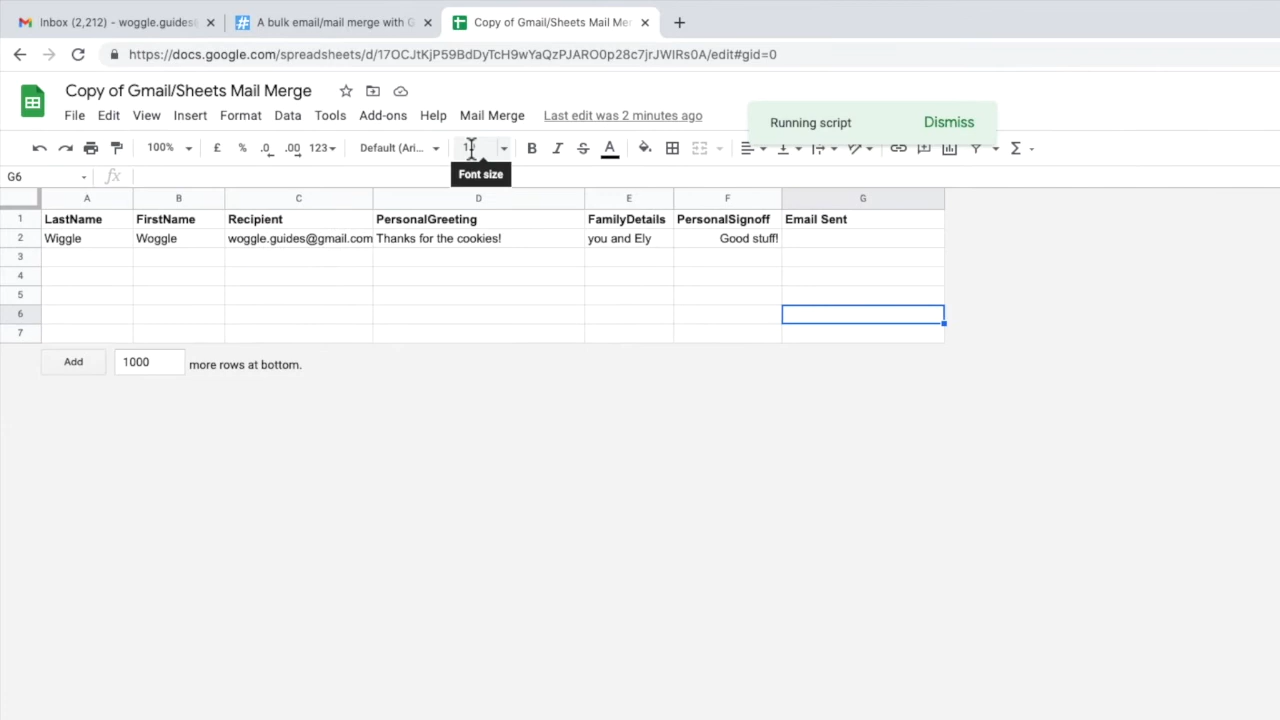 Inbox (2,212) - woggle.guides
A bulk email/mail merge with G
Copy of Gmail/Sheets Mail Mer
https://docs.google.com/spreadsheets/d/17OCJtKjP59BdDyTcH9wYaQzPJARO0p28c7jrJWIRs0A/edit#gid=0
Copy of Gmail/Sheets Mail Merge
File Edit View Insert Format Data Tools Add-ons Help Mail Merge Last edit was 2 minutes ago
Running script Dismiss
100% £ % .0 .00 123 Default (Ari... B I S A Σ
Font size
G6 fx
A B C D E F G
1 LastName FirstName Recipient PersonalGreeting FamilyDetails PersonalSignoff Email Sent
2 Wiggle Woggle woggle.guides@gmail.com Thanks for the cookies! you and Ely Good stuff!
3
4
5
6
7
Add 1000 more rows at bottom.